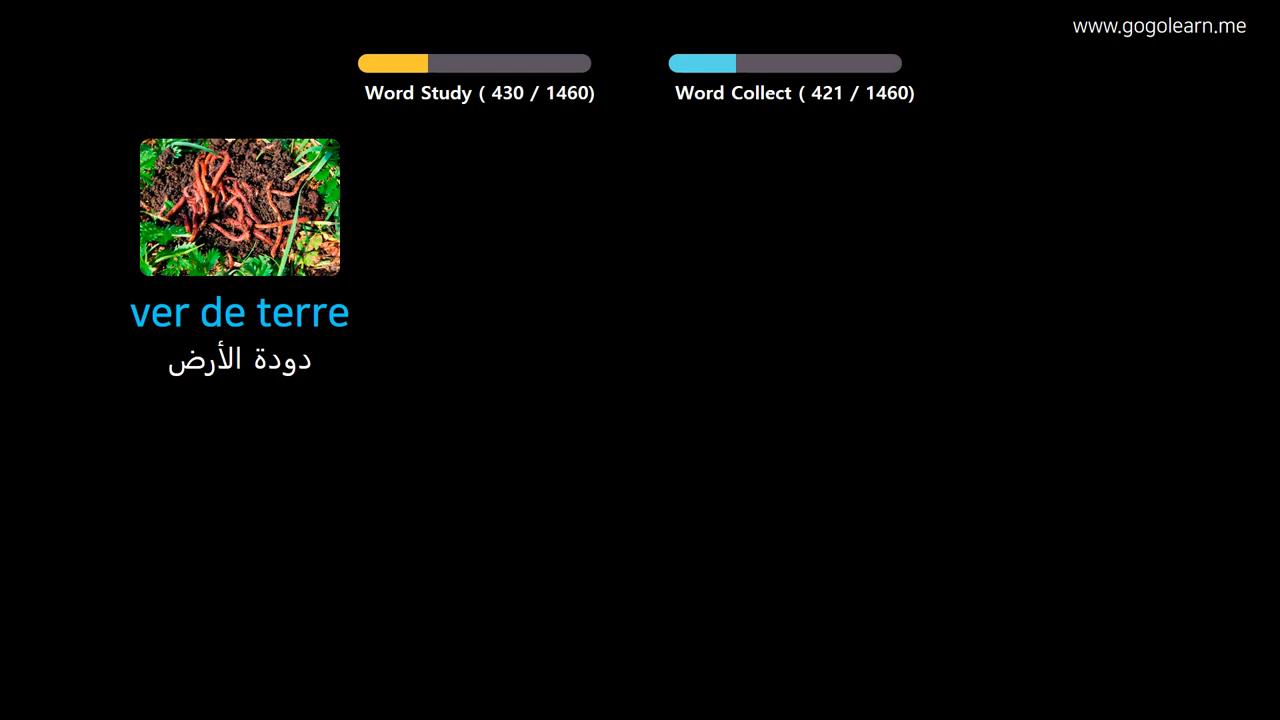 www.gogolearn.me
Word Study ( 430 / 1460)
Word Collect ( 421 / 1460)
ver de terre
دودة الأرض